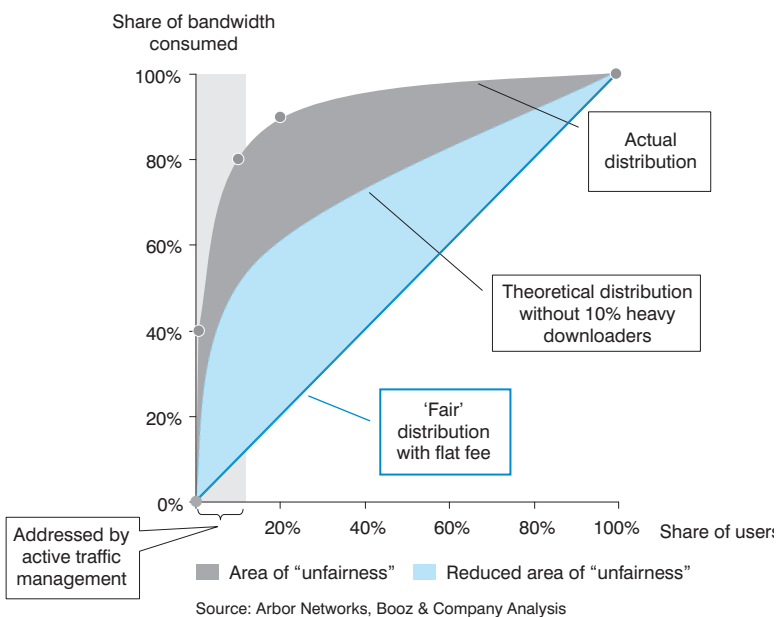 Share of bandwidth
consumed
100%
80%
60%
40%
20%
0%
Actual
distribution
Theoretical distribution
without 10% heavy
downloaders
‘Fair’
distribution
with flat fee
Addressed by
active traffic
management
20%
40%
60%
80%
100%
Share of users
Area of “unfairness”
Reduced area of “unfairness”
Source: Arbor Networks, Booz & Company Analysis